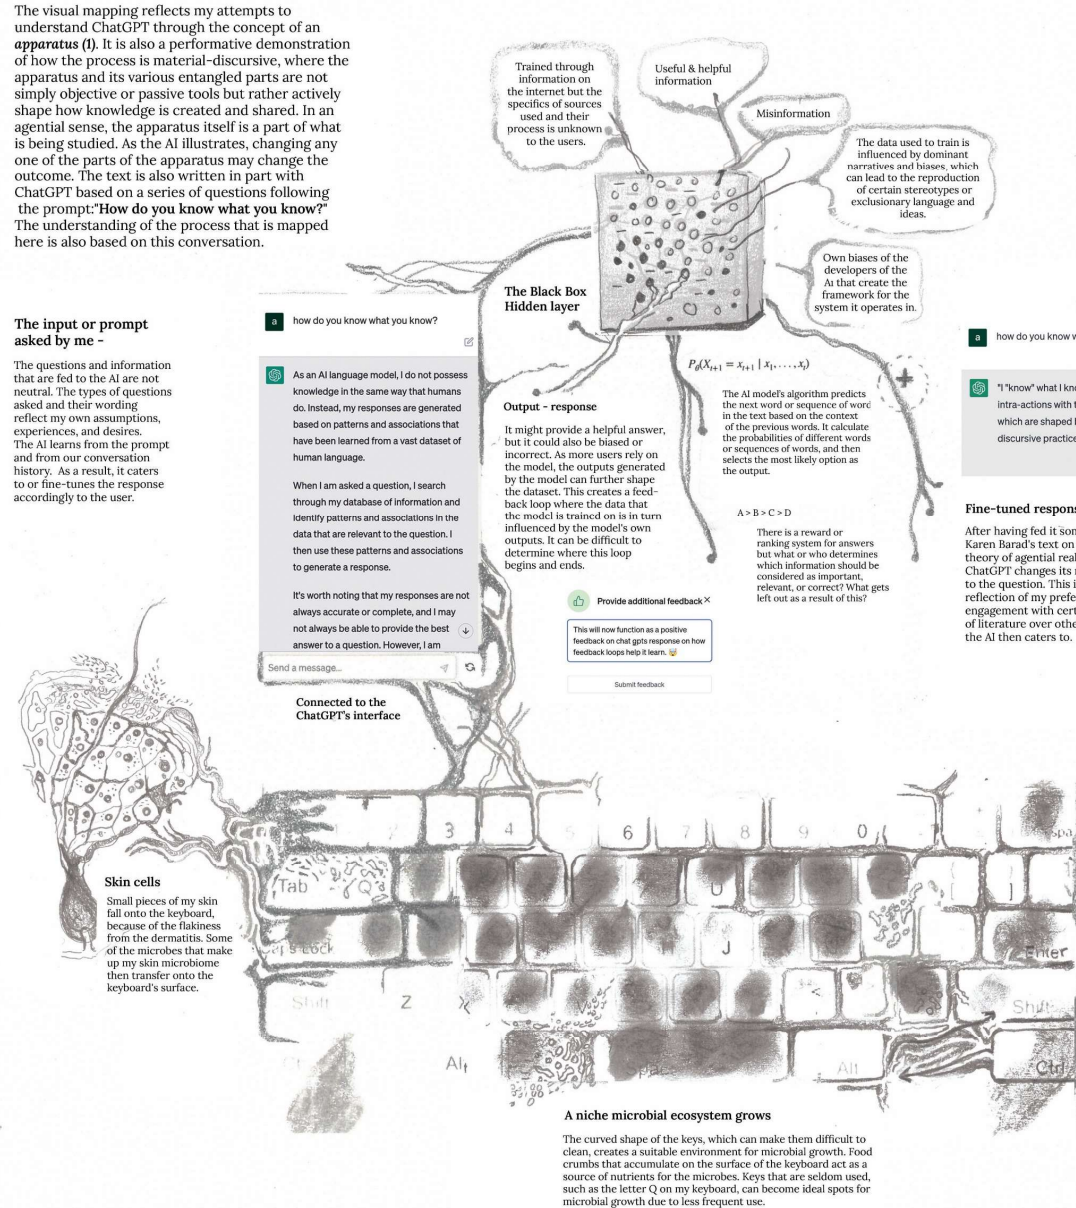 The visual mapping reflects my attempts to
understand ChatGPT through the concept of an
apparatus (1). It is also a performative demonstration
of how the process is material-discursive, where the
apparatus and its various entangled parts are not
simply objective or passive tools but rather actively
shape how knowledge is created and shared. In an
agential sense, the apparatus itself is a part of what
is being studied. As the AI illustrates, changing any
one of the parts of the apparatus may change the
outcome. The text is also written in part with
ChatGPT based on a series of questions following
the prompt:"How do you know what you know?"
The understanding of the process that is mapped
here is also based on this conversation.
Trained through
information on
the internet but the
specifics of sources
used and their
process is unknown
to the users.
Useful & helpful
information
Misinformation
The data used to train is
influenced by dominant
narratives and biases, which
can lead to the reproduction
of certain stereotypes or
exclusionary language and
ideas.
Own biases of the
developers of the
AI that create the
framework for the
system it operates in.
The Black Box
Hidden layer
The input or prompt
asked by me -
The questions and information
that are fed to the AI are not
neutral. The types of questions
asked and their wording
reflect my own assumptions,
experiences, and desires.
The AI learns from the prompt
and from our conversation
history. As a result, it caters
to or fine-tunes the response
accordingly to the user.
a how do you know what you know?
As an AI language model, I do not possess
knowledge in the same way that humans
do. Instead, my responses are generated
based on patterns and associations that
have been learned from a vast dataset of
human language.
When I am asked a question, I search
through my database of information and
identify patterns and associations in the
data that are relevant to the question. I
then use these patterns and associations
to generate a response.
It's worth noting that my responses are not
always accurate or complete, and I may
not always be able to provide the best
answer to a question. However, I am
Send a message...
Connected to the
ChatGPT's interface
Output - response
It might provide a helpful answer,
but it could also be biased or
incorrect. As more users rely on
the model, the outputs generated
by the model can further shape
the dataset. This creates a feed-
back loop where the data that
the model is trained on is in turn
influenced by the model's own
outputs. It can be difficult to
determine where this loop
begins and ends.
Provide additional feedback X
This will now function as a positive
feedback on chat gpts response on how
feedback loops help it learn. 🤯
Submit feedback
Pθ(Xt+1 = xt+1 | x1, . . . , xt)
The AI model's algorithm predicts
the next word or sequence of word
in the text based on the context
of the previous words. It calculate
the probabilities of different words
or sequences of words, and then
selects the most likely option as
the output.
A > B > C > D
There is a reward or
ranking system for answers
but what or who determines
which information should be
considered as important,
relevant, or correct? What gets
left out as a result of this?
a how do you know w
"I "know" what I kno
intra-actions with t
which are shaped
discursive practice
Fine-tuned respons
After having fed it som
Karen Barad's text on
theory of agential real
ChatGPT changes its
to the question. This i
reflection of my prefe
engagement with cert
of literature over othe
the AI then caters to.
Skin cells
Small pieces of my skin
fall onto the keyboard,
because of the flakiness
from the dermatitis. Some
of the microbes that make
up my skin microbiome
then transfer onto the
keyboard's surface.
2 3 4 5 6 7 8 9 0
Tab Q U [ ]
J Enter
Shift Z X V < Shift
Alt Space Alt Ctrl
A niche microbial ecosystem grows
The curved shape of the keys, which can make them difficult to
clean, creates a suitable environment for microbial growth. Food
crumbs that accumulate on the surface of the keyboard act as a
source of nutrients for the microbes. Keys that are seldom used,
such as the letter Q on my keyboard, can become ideal spots for
microbial growth due to less frequent use.